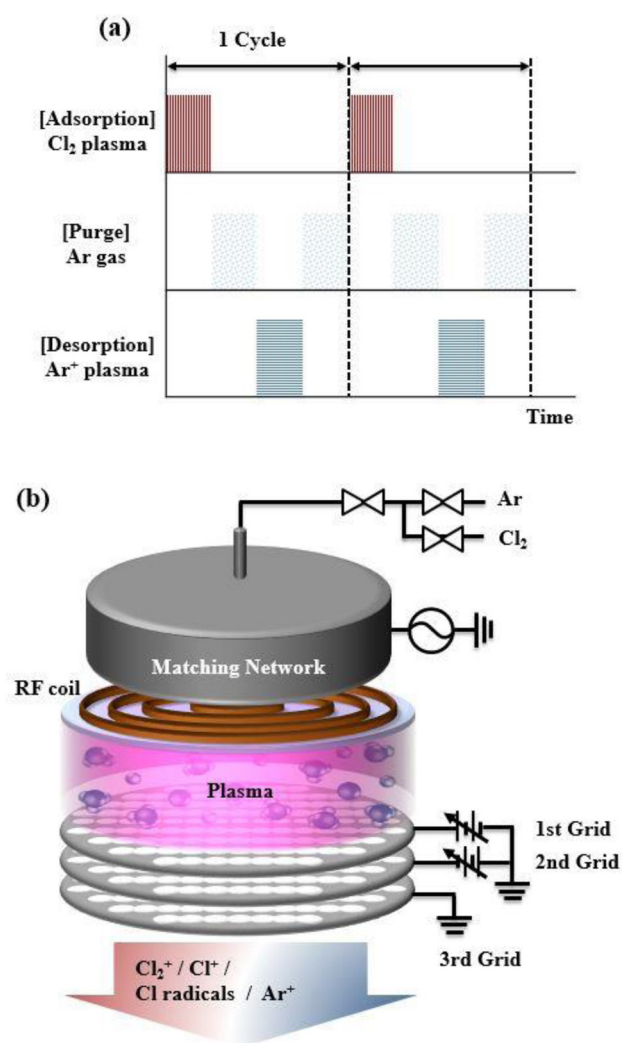 (a)
1 Cycle
[Adsorption]
Cl₂ plasma
[Purge]
Ar gas
[Desorption]
Ar⁺ plasma
Time
(b)
Ar
Cl₂
Matching Network
RF coil
Plasma
1st Grid
2nd Grid
3rd Grid
Cl₂⁺ / Cl⁺ /
Cl radicals / Ar⁺